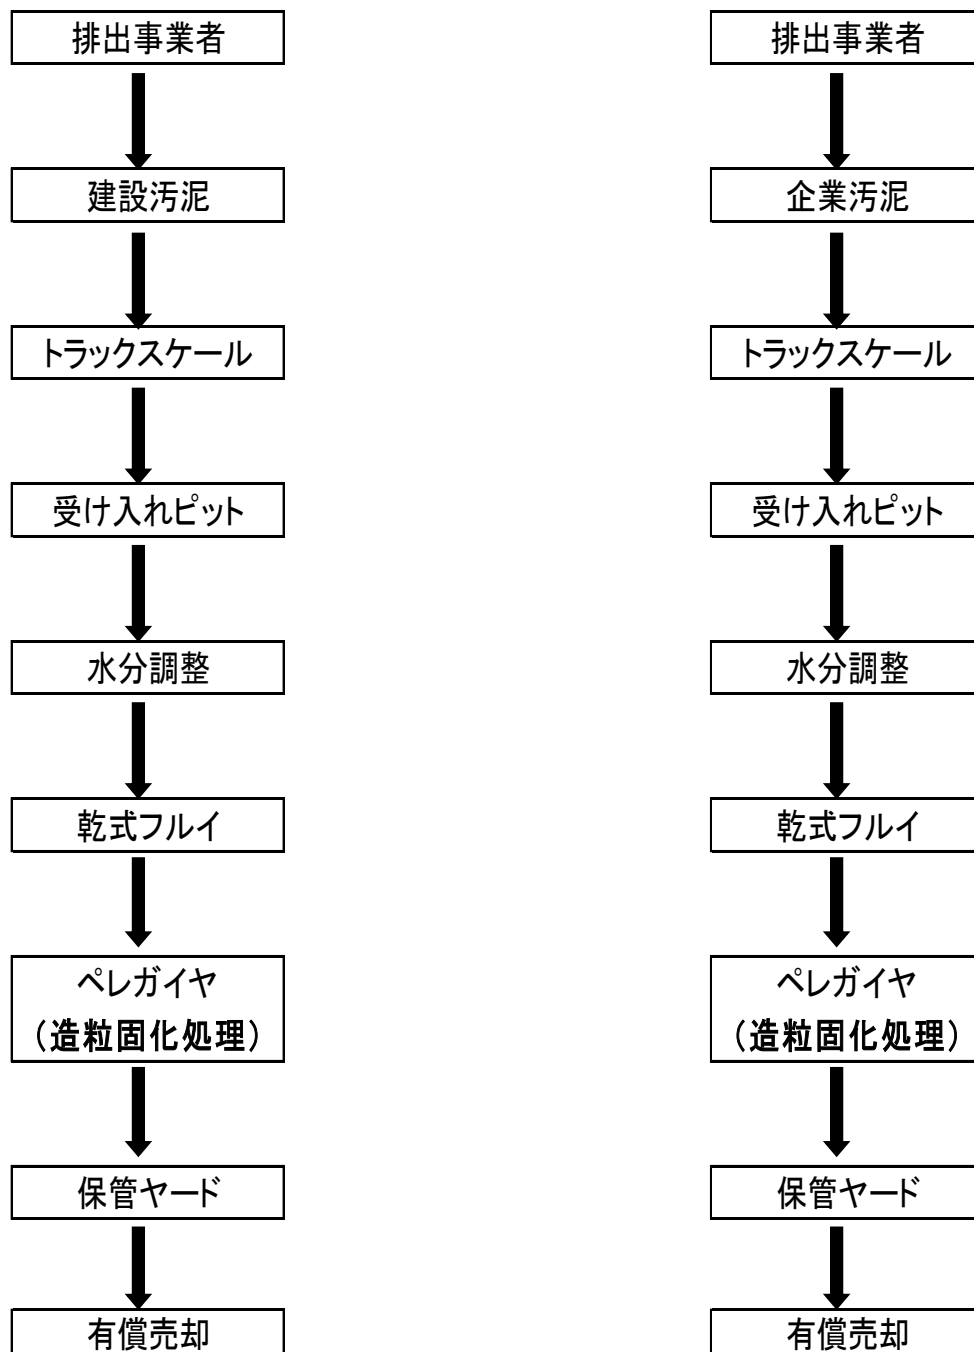 排出事業者
建設汚泥
トラックスケール
受け入れピット
水分調整
乾式フルイ
ペレガイヤ
（造粒固化処理）
保管ヤード
有償売却
排出事業者
企業汚泥
トラックスケール
受け入れピット
水分調整
乾式フルイ
ペレガイヤ
（造粒固化処理）
保管ヤード
有償売却